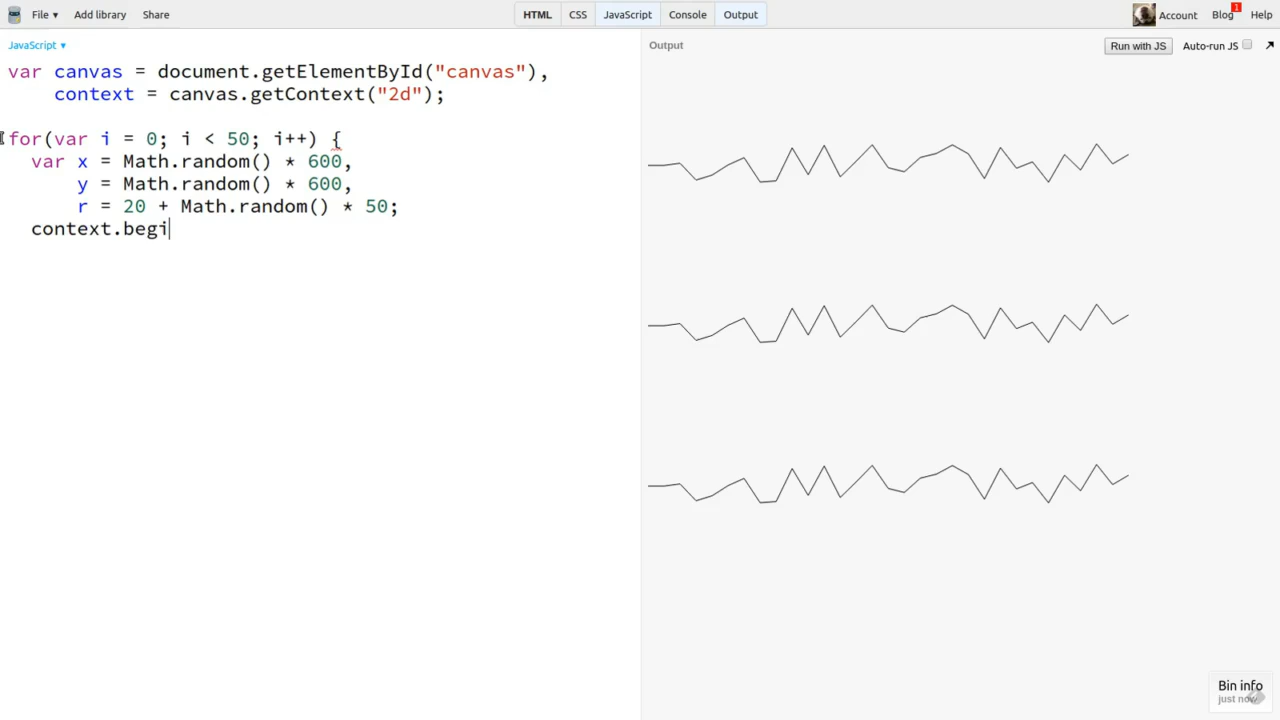 File ▾ Add library Share HTML CSS JavaScript Console Output Account Blog 1 Help
JavaScript ▾ Output Run with JS Auto-run JS
var canvas = document.getElementById("canvas"),
    context = canvas.getContext("2d");
for(var i = 0; i < 50; i++) {
  var x = Math.random() * 600,
      y = Math.random() * 600,
      r = 20 + Math.random() * 50;
  context.begi
Bin info
just now